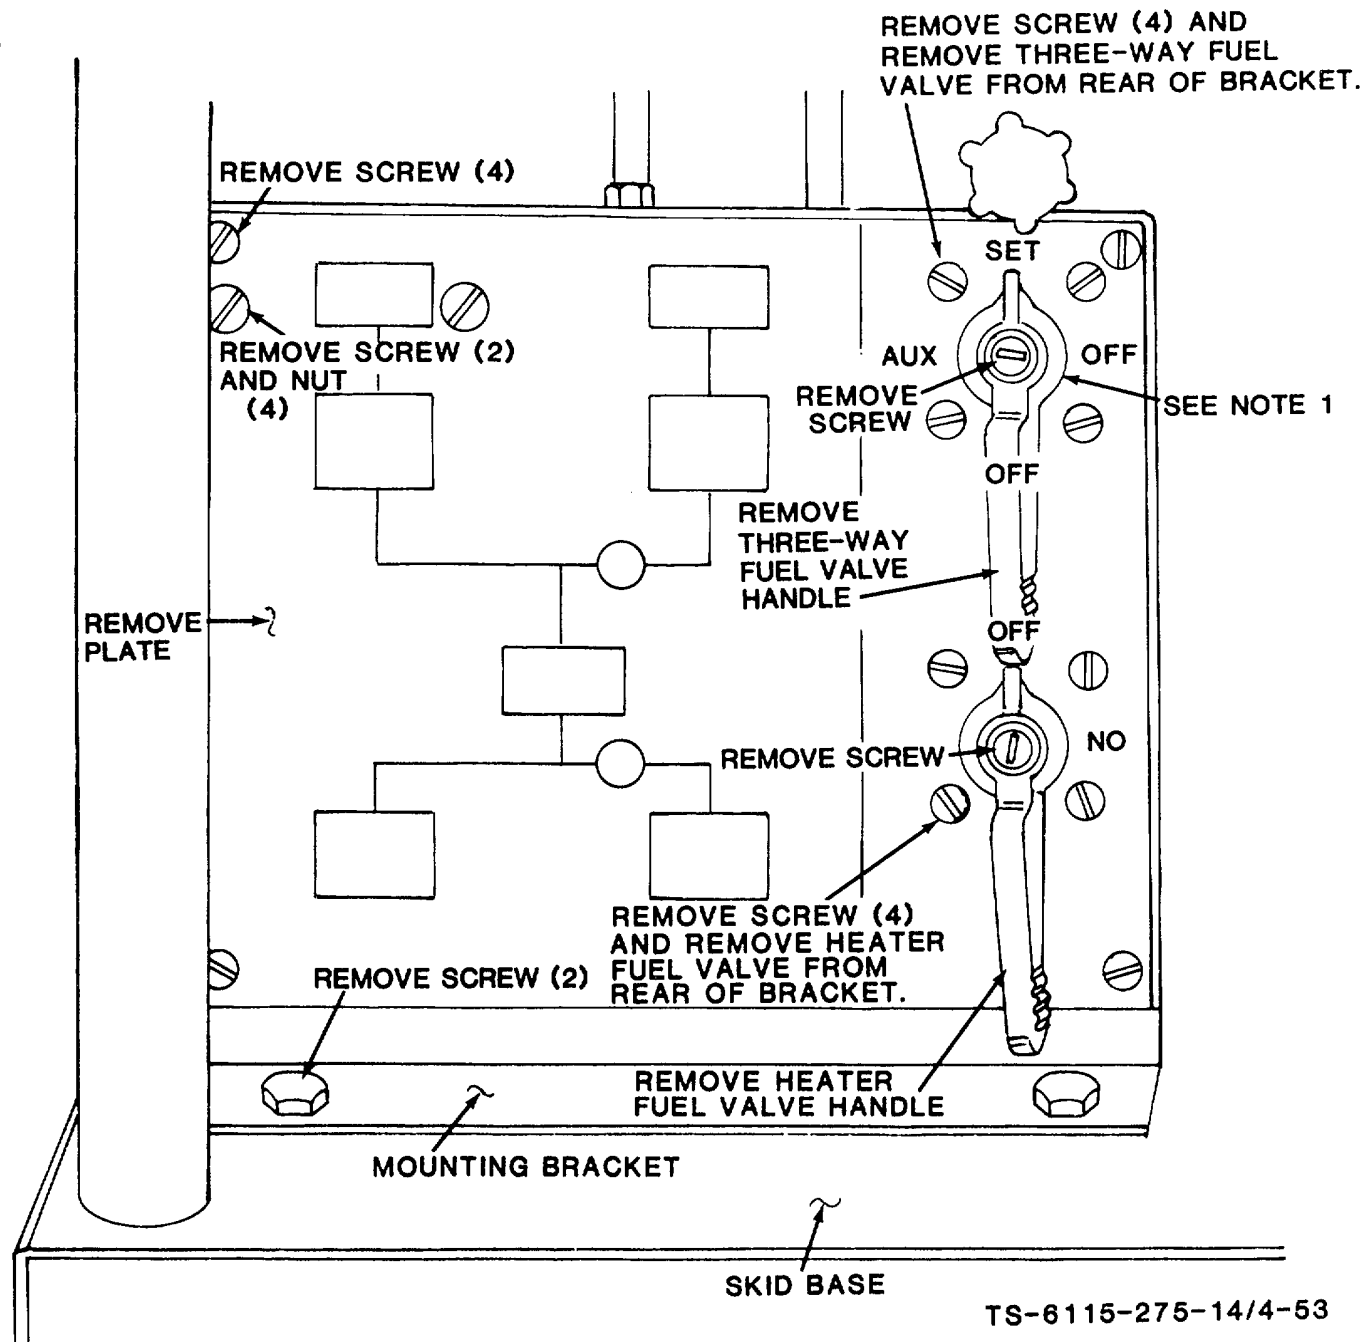 REMOVE SCREW (4) AND
REMOVE THREE-WAY FUEL
VALVE FROM REAR OF BRACKET.
REMOVE SCREW (4)
SET
REMOVE SCREW (2)
AND NUT
(4)
AUX
OFF
REMOVE
SCREW
SEE NOTE 1
OFF
REMOVE
THREE-WAY
FUEL VALVE
HANDLE
OFF
REMOVE
PLATE
NO
REMOVE SCREW
REMOVE SCREW (4)
AND REMOVE HEATER
FUEL VALVE FROM
REAR OF BRACKET.
REMOVE SCREW (2)
REMOVE HEATER
FUEL VALVE HANDLE
MOUNTING BRACKET
SKID BASE
TS-6115-275-14/4-53